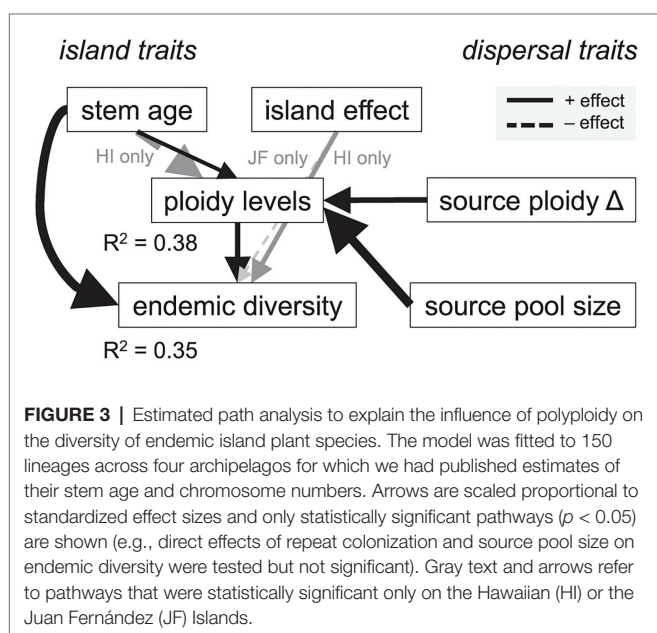 island traits
dispersal traits
stem age
island effect
+ effect
– effect
HI only
JF only
HI only
ploidy levels
source ploidy Δ
R² = 0.38
endemic diversity
source pool size
R² = 0.35
FIGURE 3 | Estimated path analysis to explain the influence of polyploidy on
the diversity of endemic island plant species. The model was fitted to 150
lineages across four archipelagos for which we had published estimates of
their stem age and chromosome numbers. Arrows are scaled proportional to
standardized effect sizes and only statistically significant pathways (p < 0.05)
are shown (e.g., direct effects of repeat colonization and source pool size on
endemic diversity were tested but not significant). Gray text and arrows refer
to pathways that were statistically significant only on the Hawaiian (HI) or the
Juan Fernández (JF) Islands.